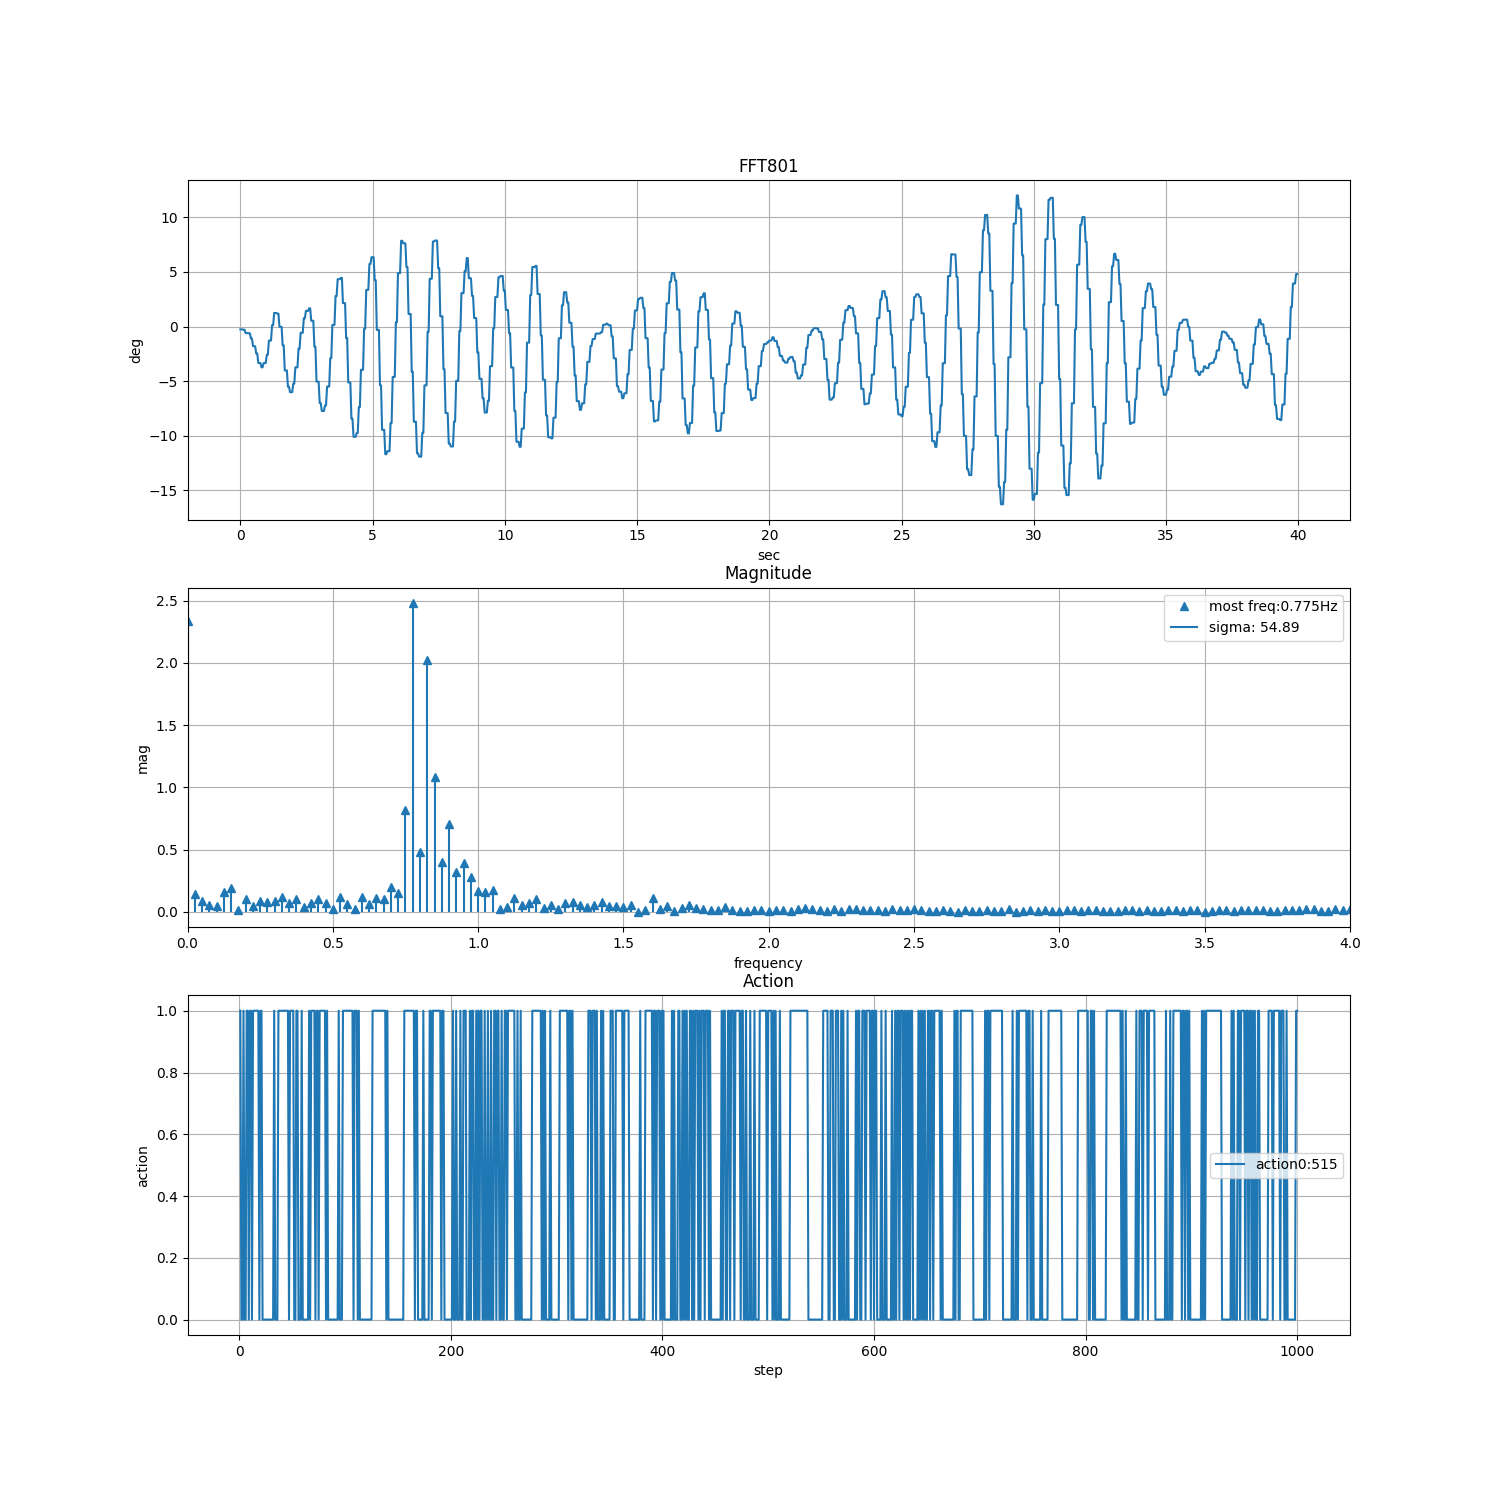 FFT801
10
5
0
−5
−10
−15
deg
0 5 10 15 20 25 30 35 40
sec
Magnitude
2.5
2.0
1.5
1.0
0.5
0.0
mag
most freq:0.775Hz
sigma: 54.89
0.0 0.5 1.0 1.5 2.0 2.5 3.0 3.5 4.0
frequency
Action
1.0
0.8
0.6
0.4
0.2
0.0
action
action0:515
0 200 400 600 800 1000
step